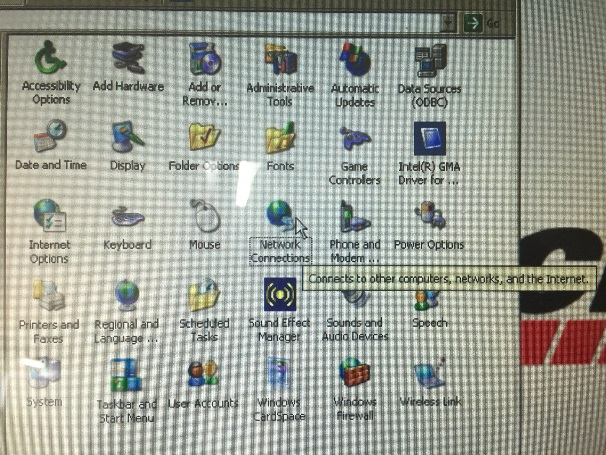 Go
Accessibility Options
Add Hardware
Add or Remov...
Administrative Tools
Automatic Updates
Data Sources (ODBC)
Date and Time
Display
Folder Options
Fonts
Game Controllers
Intel(R) GMA Driver for ...
Internet Options
Keyboard
Mouse
Network Connections
Phone and Modem ...
Power Options
Connects to other computers, networks, and the Internet.
Printers and Faxes
Regional and Language ...
Scheduled Tasks
Sound Effect Manager
Sounds and Audio Devices
Speech
System
Taskbar and Start Menu
User Accounts
Windows CardSpace
Windows Firewall
Wireless Link